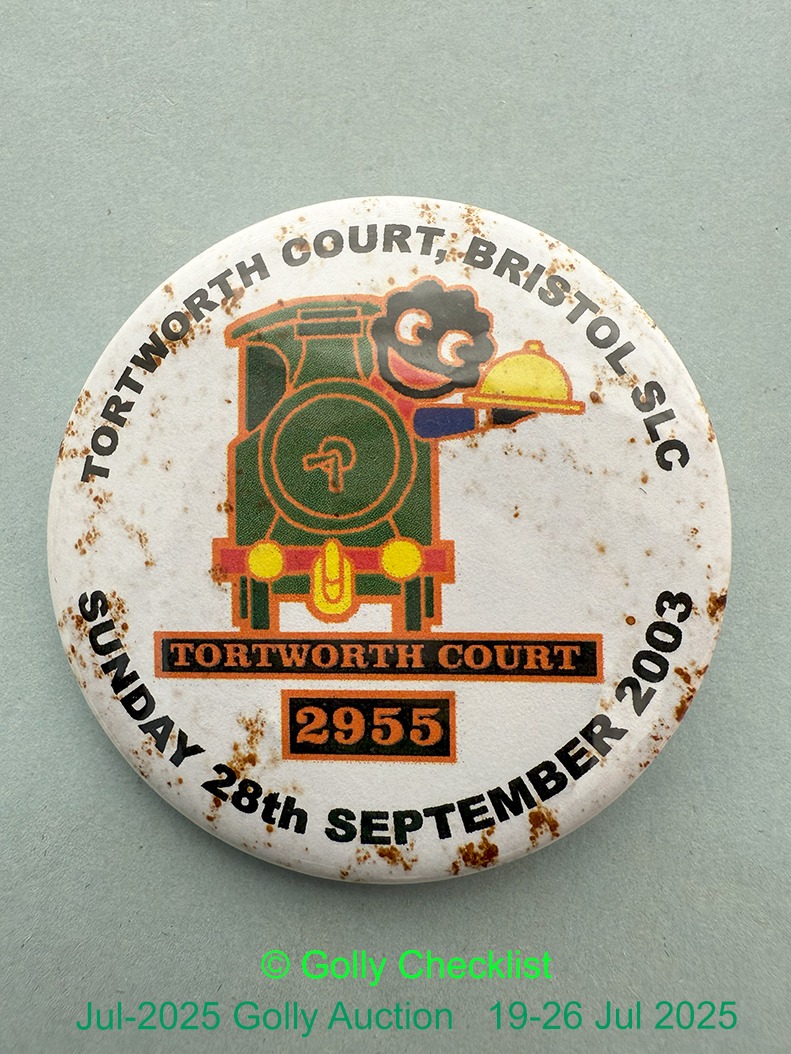 TORTWORTH COURT, BRISTOL SLC
TORTWORTH COURT
2955
SUNDAY 28th SEPTEMBER 2003
© Golly Checklist
Jul-2025 Golly Auction 19-26 Jul 2025